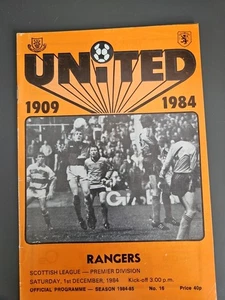 UNITED
1909 1984
RANGERS
SCOTTISH LEAGUE — PREMIER DIVISION
SATURDAY, 1st DECEMBER, 1984 Kick-off 3.00 p.m.
OFFICIAL PROGRAMME — SEASON 1984-85 No. 16 Price 40p